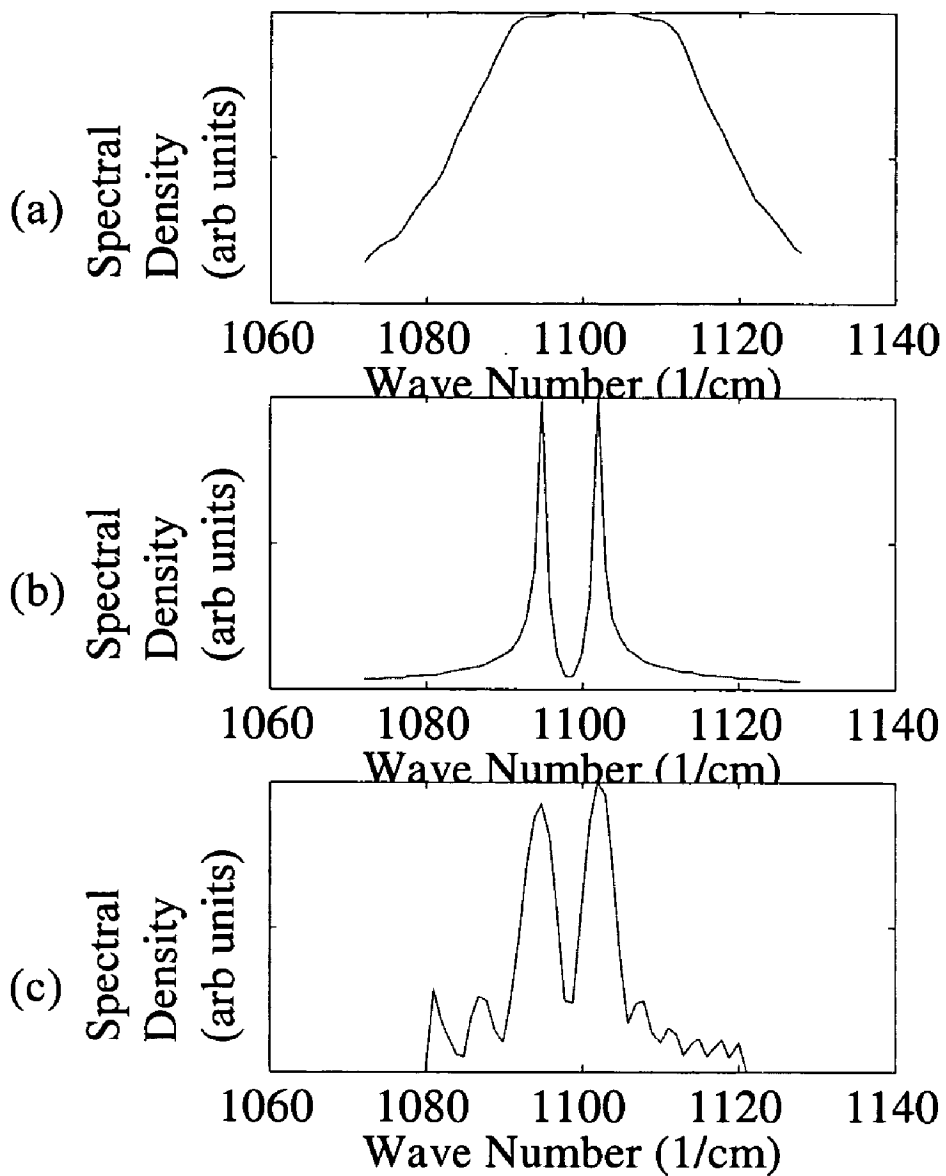 (a)
Spectral
Density
(arb units)
1060 1080 1100 1120 1140
Wave Number (1/cm)
(b)
Spectral
Density
(arb units)
1060 1080 1100 1120 1140
Wave Number (1/cm)
(c)
Spectral
Density
(arb units)
1060 1080 1100 1120 1140
Wave Number (1/cm)